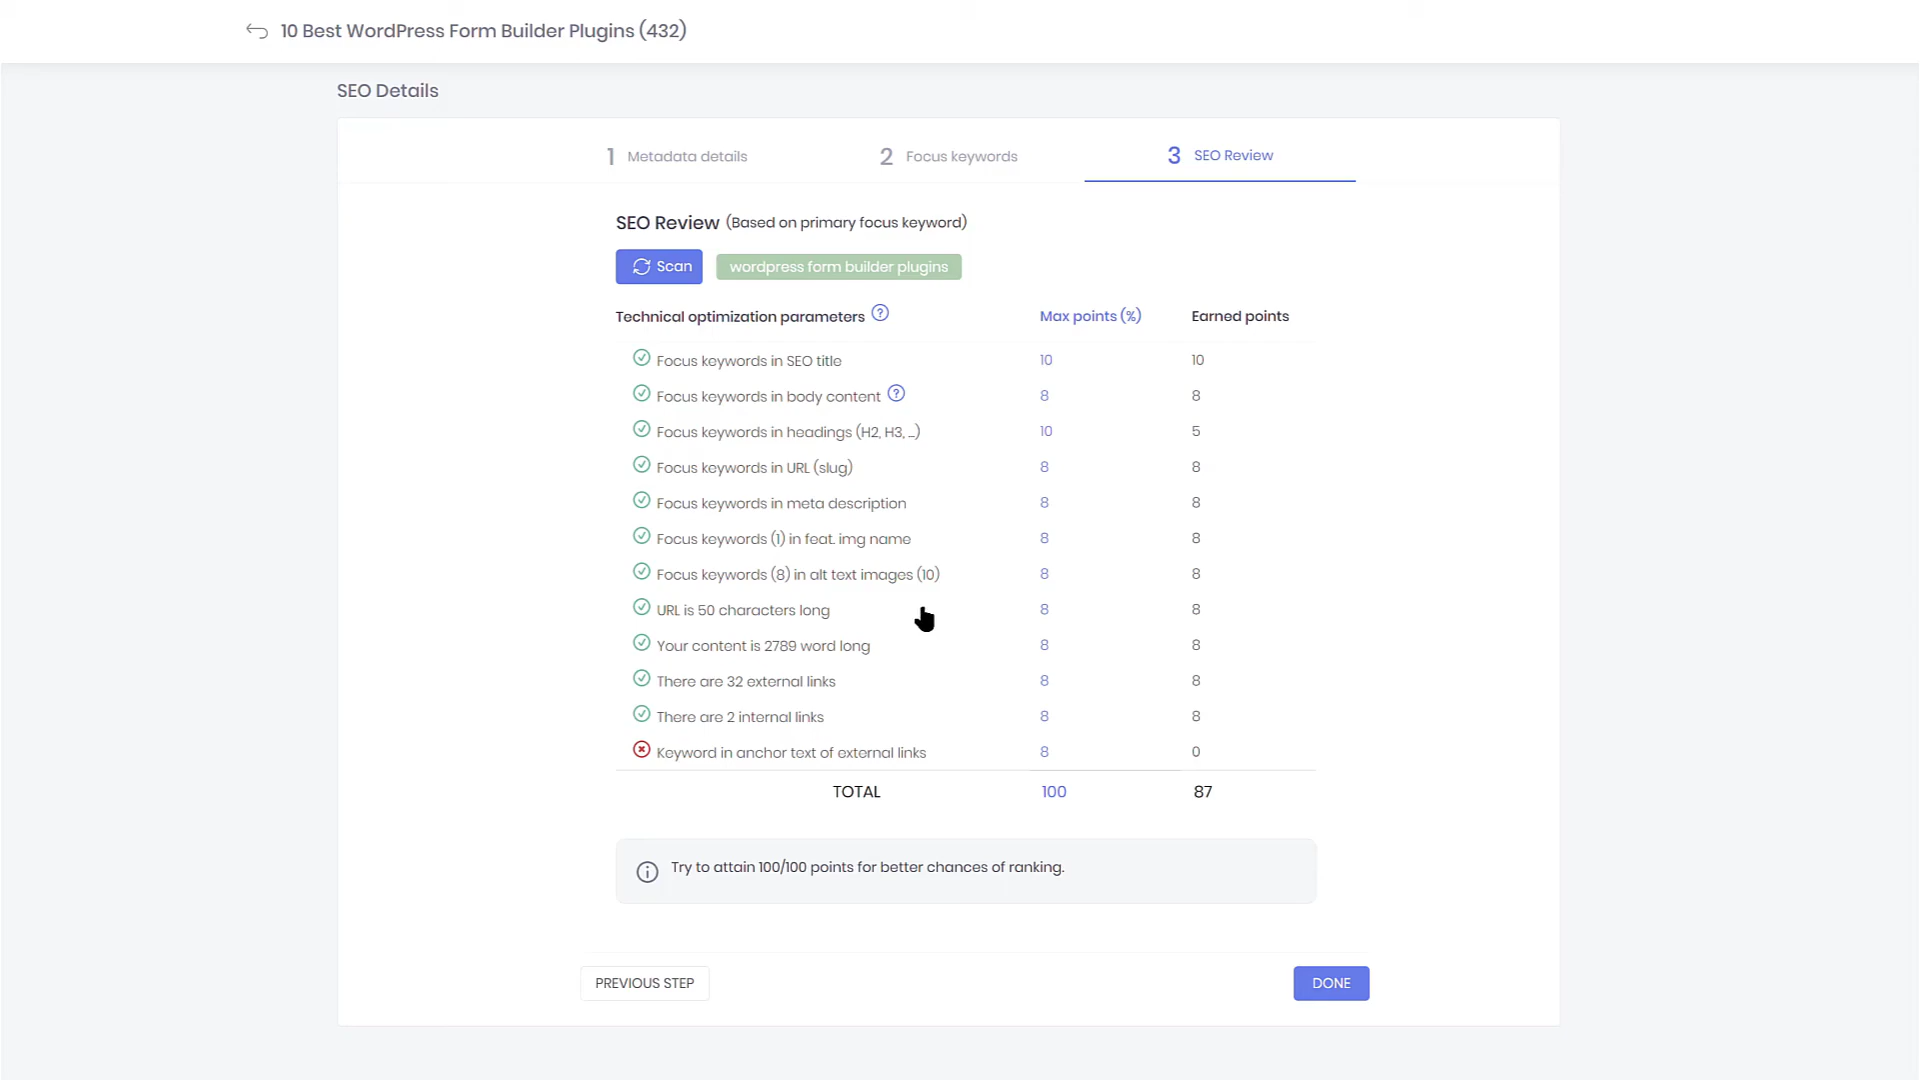 10 Best WordPress Form Builder Plugins (432)
SEO Details
1 Metadata details
2 Focus keywords
3 SEO Review
SEO Review (Based on primary focus keyword)
Scan wordpress form builder plugins
Technical optimization parameters ? Max points (%) Earned points
Focus keywords in SEO title 10 10
Focus keywords in body content ? 8 8
Focus keywords in headings (H2, H3, ...) 10 5
Focus keywords in URL (slug) 8 8
Focus keywords in meta description 8 8
Focus keywords (1) in feat. img name 8 8
Focus keywords (8) in alt text images (10) 8 8
URL is 50 characters long 8 8
Your content is 2789 word long 8 8
There are 32 external links 8 8
There are 2 internal links 8 8
Keyword in anchor text of external links 8 0
TOTAL 100 87
Try to attain 100/100 points for better chances of ranking.
PREVIOUS STEP DONE